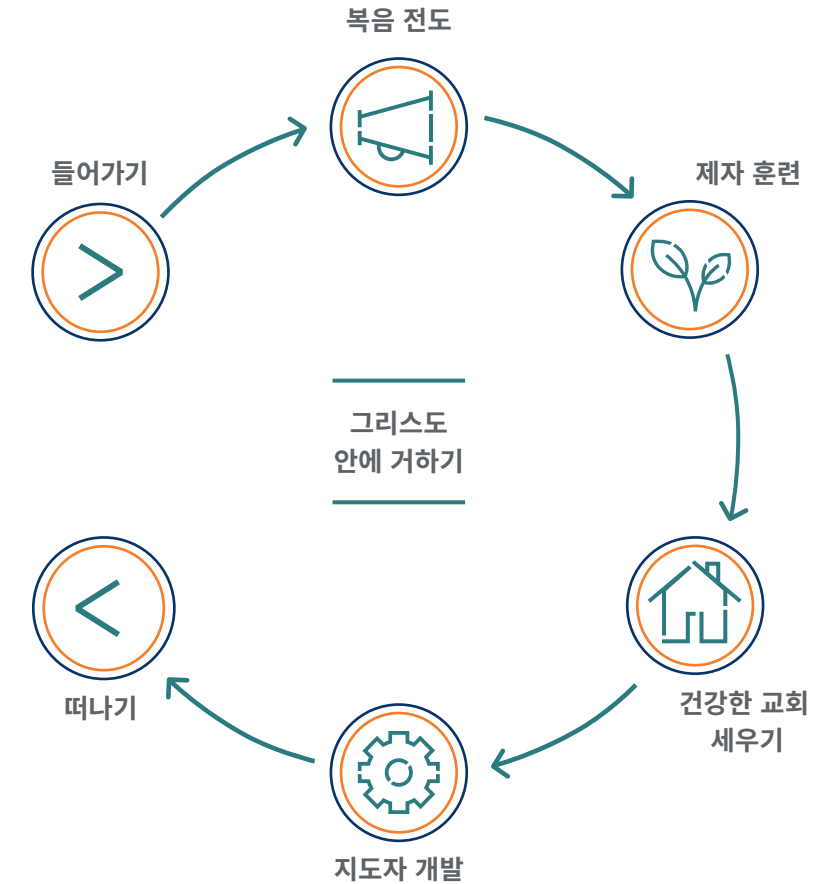 복음 전도
들어가기
제자 훈련
그리스도
안에 거하기
건강한 교회
세우기
떠나기
지도자 개발